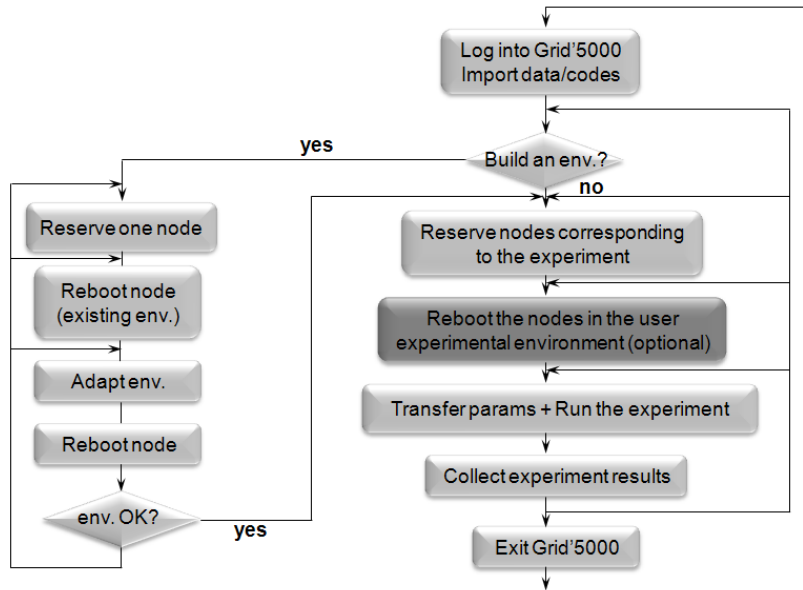 Log into Grid'5000
Import data/codes
yes
Build an env.?
no
Reserve one node
Reserve nodes corresponding
to the experiment
Reboot node
(existing env.)
Reboot the nodes in the user
experimental environment (optional)
Adapt env.
Transfer params + Run the experiment
Reboot node
Collect experiment results
env. OK?
yes
Exit Grid'5000